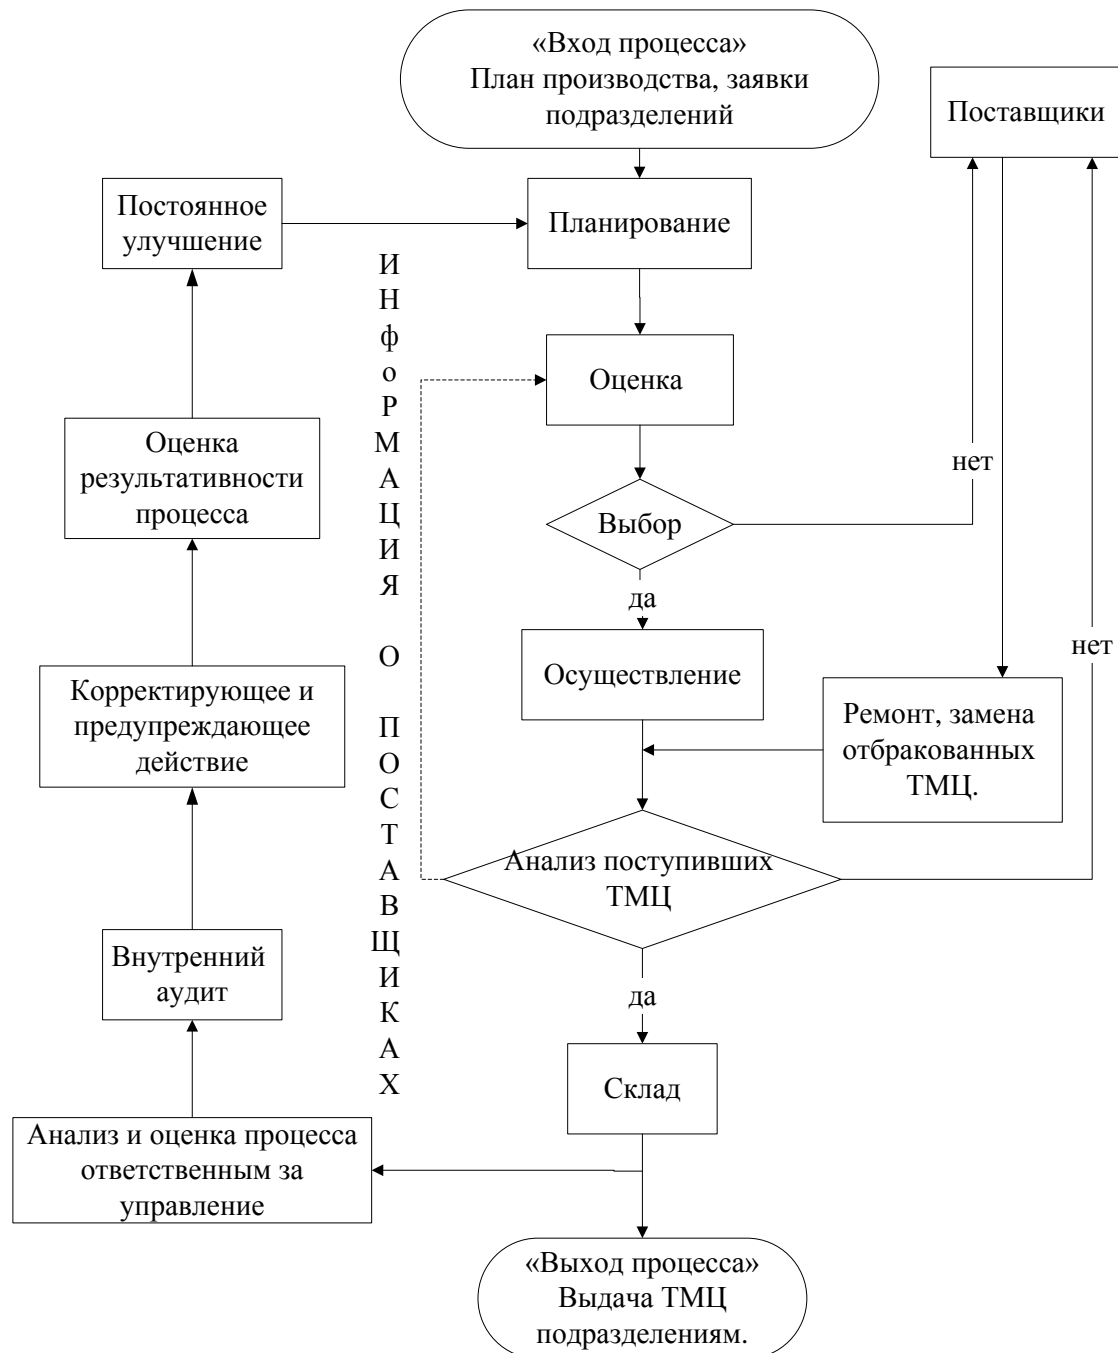 «Вход процесса»
План производства, заявки
подразделений
Поставщики
Постоянное
улучшение
Планирование
ИНфоРМАЦИЯ О ПОСТАВЩИКАХ
Оценка
Оценка
результативности
процесса
нет
Выбор
да
нет
Осуществление
Корректирующее и
предупреждающее
действие
Ремонт, замена
отбракованных
ТМЦ.
Анализ поступивших
ТМЦ
Внутренний
аудит
да
Склад
Анализ и оценка процесса
ответственным за
управление
«Выход процесса»
Выдача ТМЦ
подразделениям.